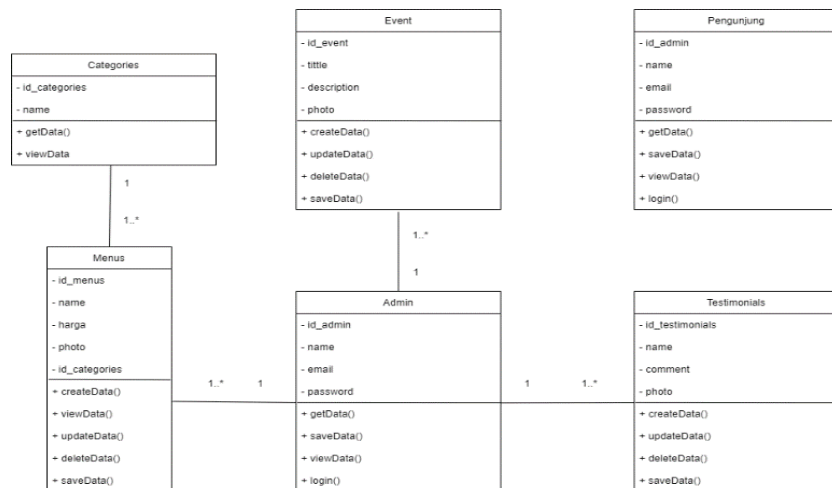 Categories
- id_categories
- name
+ getData()
+ viewData
1
1..*
Menus
- id_menus
- name
- harga
- photo
- id_categories
+ createData()
+ viewData()
+ updateData()
+ deleteData()
+ saveData()
1..*
1
Event
- id_event
- tittle
- description
- photo
+ createData()
+ updateData()
+ deleteData()
+ saveData()
1..*
1
Admin
- id_admin
- name
- email
- password
+ getData()
+ saveData()
+ viewData()
+ login()
1
1..*
Pengunjung
- id_admin
- name
- email
- password
+ getData()
+ saveData()
+ viewData()
+ login()
Testimonials
- id_testimonials
- name
- comment
- photo
+ createData()
+ updateData()
+ deleteData()
+ saveData()